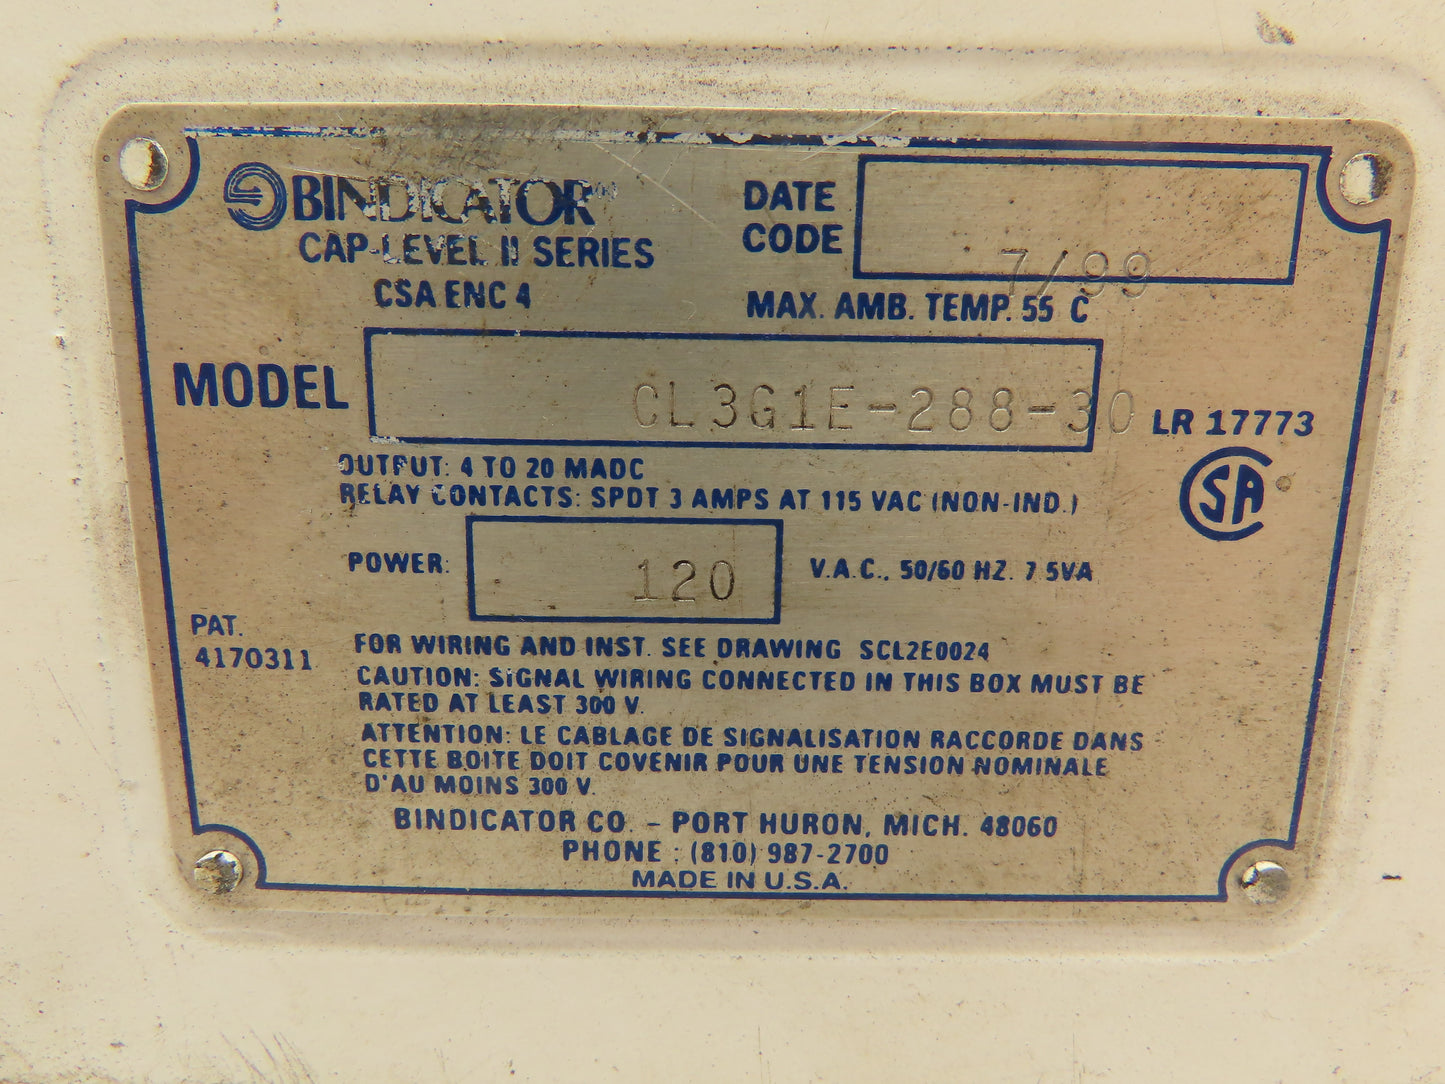 BINDICATOR®
CAP-LEVEL II SERIES
CSA ENC 4
DATE
CODE
7/99
MAX. AMB. TEMP. 55 C
MODEL
CL3G1E-288-30
LR 17773
SA
OUTPUT: 4 TO 20 MADC
RELAY CONTACTS: SPDT 3 AMPS AT 115 VAC (NON-IND.)
POWER: 120 V.A.C., 50/60 HZ. 7.5VA
PAT.
4170311
FOR WIRING AND INST. SEE DRAWING SCL2E0024
CAUTION: SIGNAL WIRING CONNECTED IN THIS BOX MUST BE
RATED AT LEAST 300 V.
ATTENTION: LE CABLAGE DE SIGNALISATION RACCORDE DANS
CETTE BOITE DOIT COVENIR POUR UNE TENSION NOMINALE
D'AU MOINS 300 V.
BINDICATOR CO. - PORT HURON, MICH. 48060
PHONE : (810) 987-2700
MADE IN U.S.A.